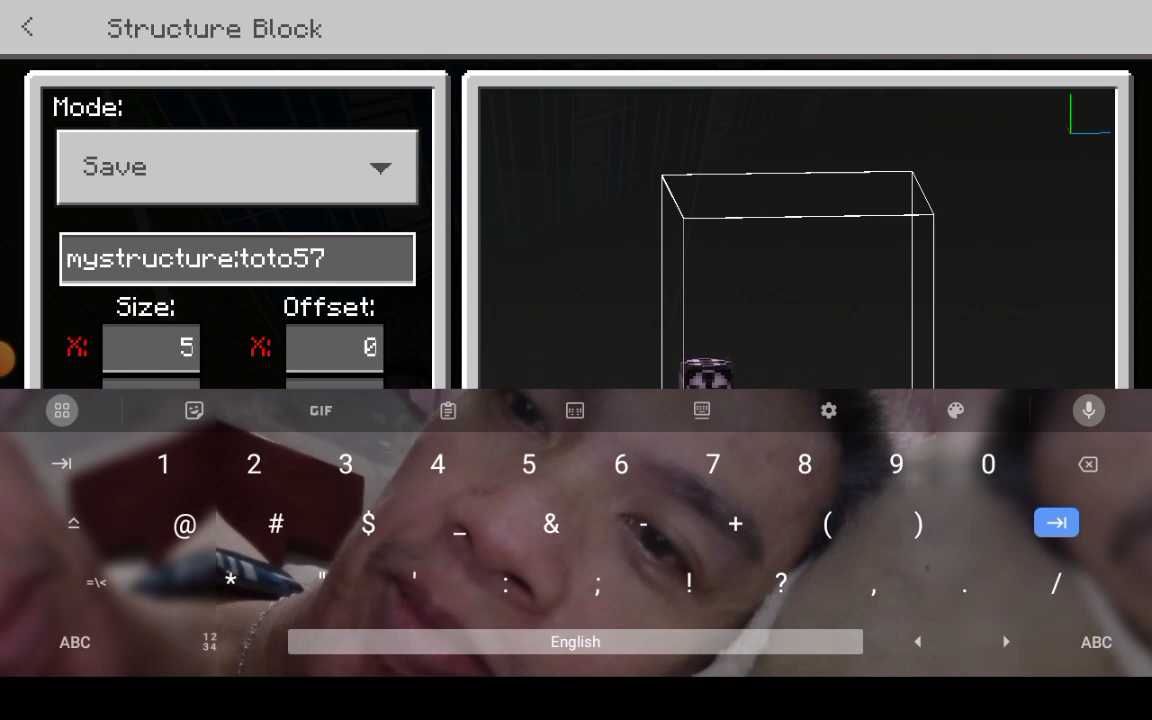 Structure Block
Mode:
Save
mystructure:toto57
Size: Offset:
X: 5 X: 0
GIF
1 2 3 4 5 6 7 8 9 0
@ # $ _ & - + ( )
=\< * " ' : ; ! ? , . /
ABC 12 34 English ABC